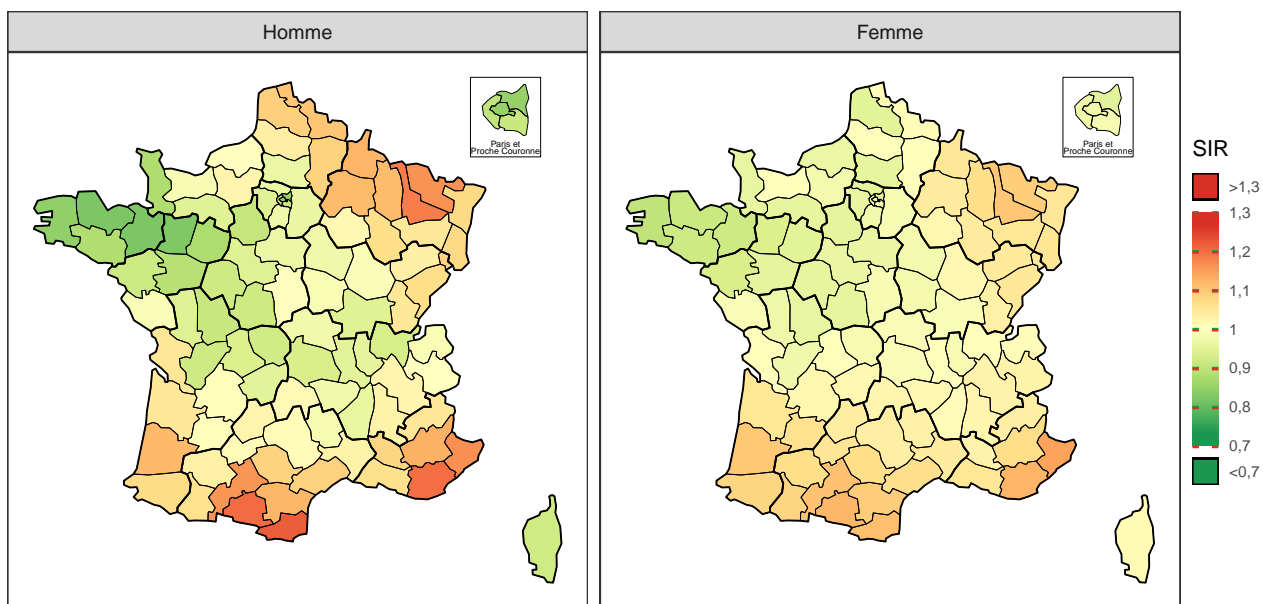 Homme
Femme
Paris et
Proche Couronne
Paris et
Proche Couronne
SIR
>1,3
1,3
1,2
1,1
1
0,9
0,8
0,7
<0,7